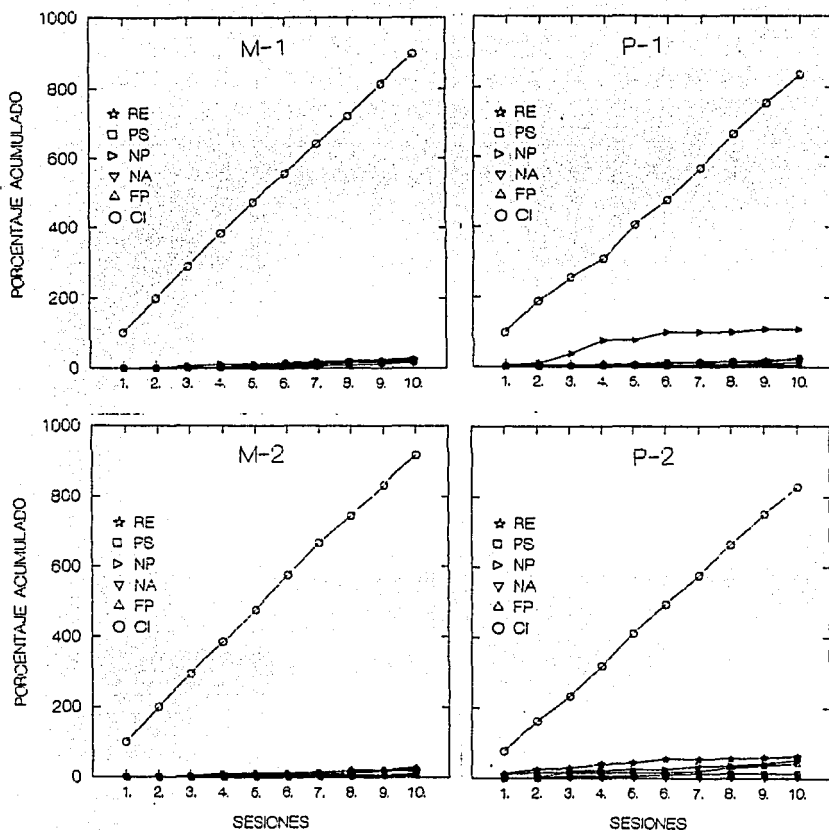 M-1
1000
800
600
400
200
0
PORCENTAJE ACUMULADO
RE
PS
NP
NA
FP
CI
1. 2. 3. 4. 5. 6. 7. 8. 9. 10.
P-1
RE
PS
NP
NA
FP
CI
1. 2. 3. 4. 5. 6. 7. 8. 9. 10.
M-2
1000
800
600
400
200
0
PORCENTAJE ACUMULADO
RE
PS
NP
NA
FP
CI
1. 2. 3. 4. 5. 6. 7. 8. 9. 10.
SESIONES
P-2
RE
PS
NP
NA
FP
CI
1. 2. 3. 4. 5. 6. 7. 8. 9. 10.
SESIONES